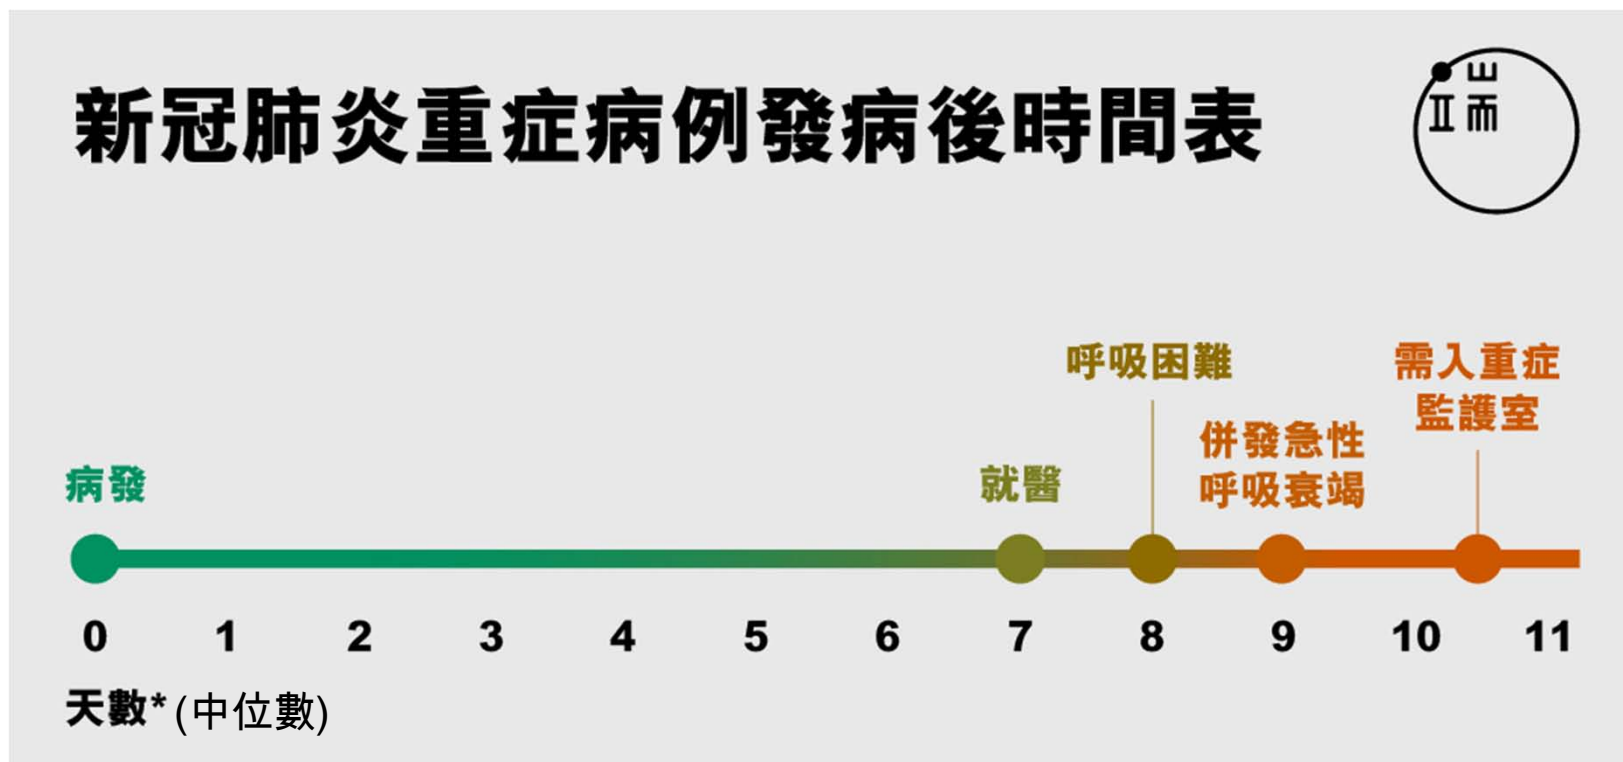 新冠肺炎重症病例發病後時間表
端
呼吸困難
需入重症
監護室
併發急性
呼吸衰竭
病發
就醫
0 1 2 3 4 5 6 7 8 9 10 11
天數* (中位數)